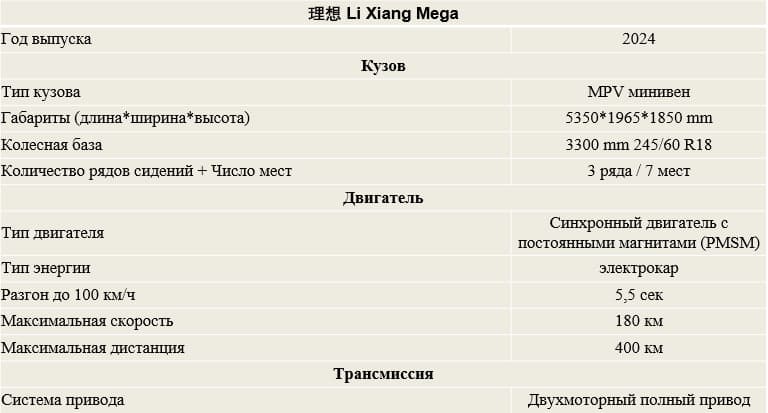 理想 Li Xiang Mega
Год выпуска 2024
Кузов
Тип кузова MPV минивен
Габариты (длина*ширина*высота) 5350*1965*1850 mm
Колесная база 3300 mm 245/60 R18
Количество рядов сидений + Число мест 3 ряда / 7 мест
Двигатель
Тип двигателя Синхронный двигатель с
постоянными магнитами (PMSM)
Тип энергии электрокар
Разгон до 100 км/ч 5,5 сек
Максимальная скорость 180 км
Максимальная дистанция 400 км
Трансмиссия
Система привода Двухмоторный полный привод